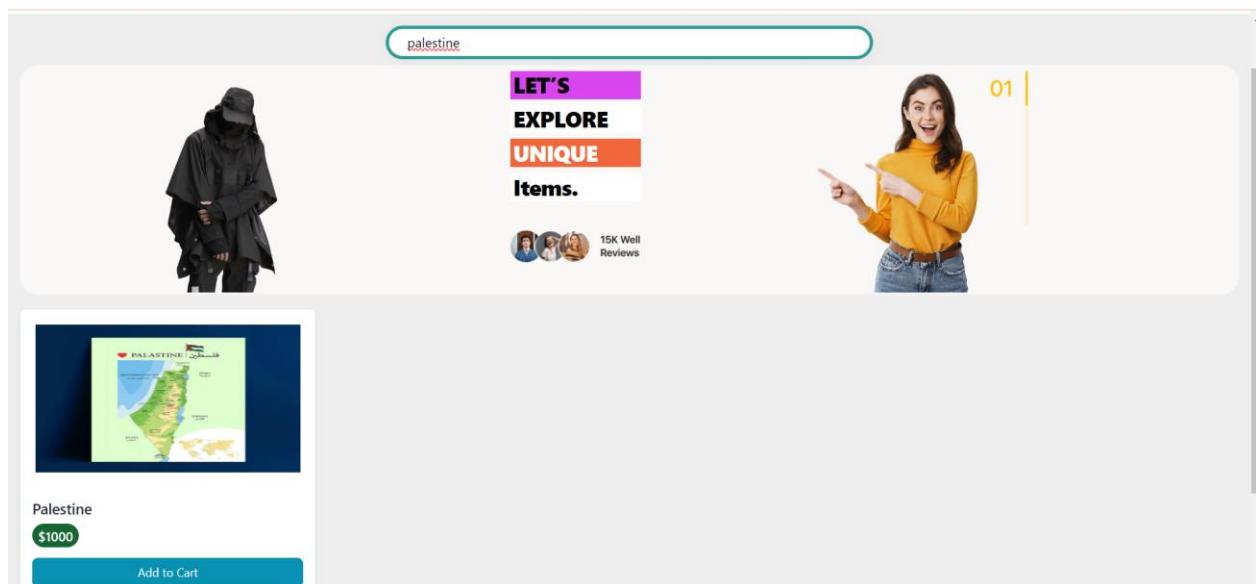 palestine
LET'S
EXPLORE
UNIQUE
Items.
15K Well
Reviews
01
PALASTINE فلسطين
Palestine
$1000
Add to Cart